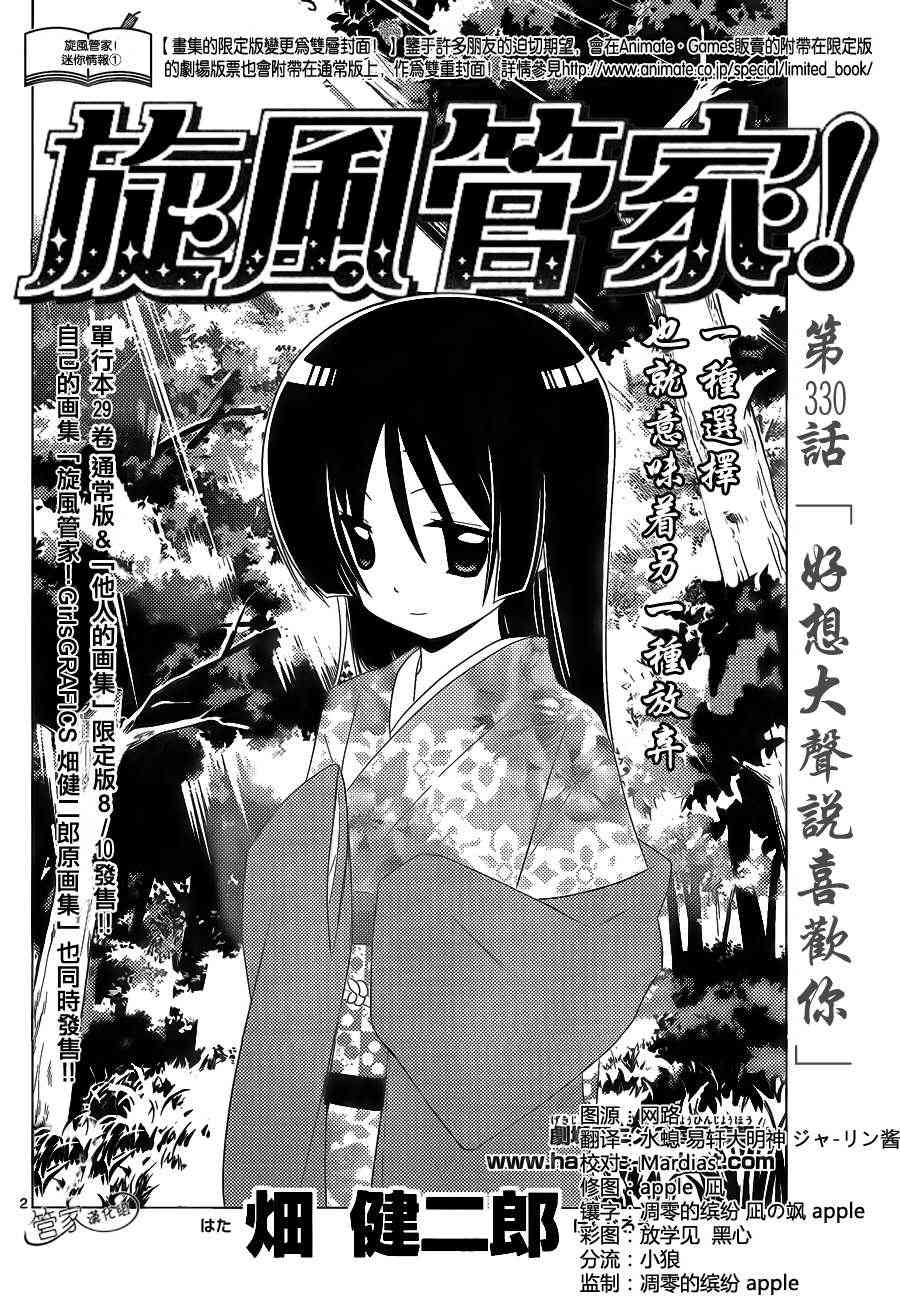 旋風管家!
迷你情報①
【畫集的限定版變更爲雙層封面!】鑒于許多朋友的迫切期望，會在Animate・Games販賣的附帶在限定版
的劇場版票也會附帶在通常版上，作爲雙重封面! 詳情參見http://www.animate.co.jp/special/limited_book/
旋風管家!
第330話
「好想大聲説喜歡你」
一種選擇
也就意味着另一種放弃
單行本29卷通常版&「他人的画集」限定版8/10發售!!
自己的画集「旋風管家!GirlsGRAFICS 畑健二郎原画集」也同時發售!!
图源：网路
翻译：水螅 易轩大明神 ジャ-リン酱
www.ha
com
校对：Mardias
修图：apple 凪
镶字：凋零的缤纷 凪の飒 apple
彩图：放学见 黑心
分流：小狼
监制：凋零的缤纷 apple
2
管家漢化組
はた
畑 健二郎